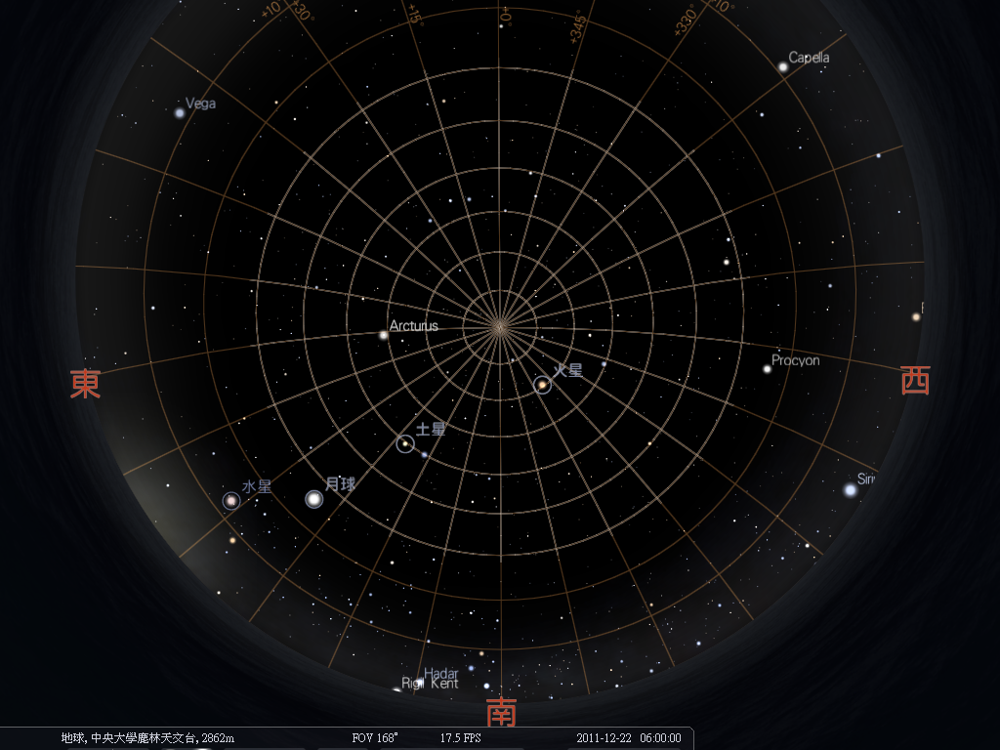 +10°
+30°
+15°
+0°
+345°
+330°
+10°
Capella
Vega
Arcturus
Procyon
火星
東
西
土星
Siri
水星
月球
Hadar
Rigil Kent
南
地球, 中央大學鹿林天文台, 2862m FOV 168° 17.5 FPS 2011-12-22 06:00:00